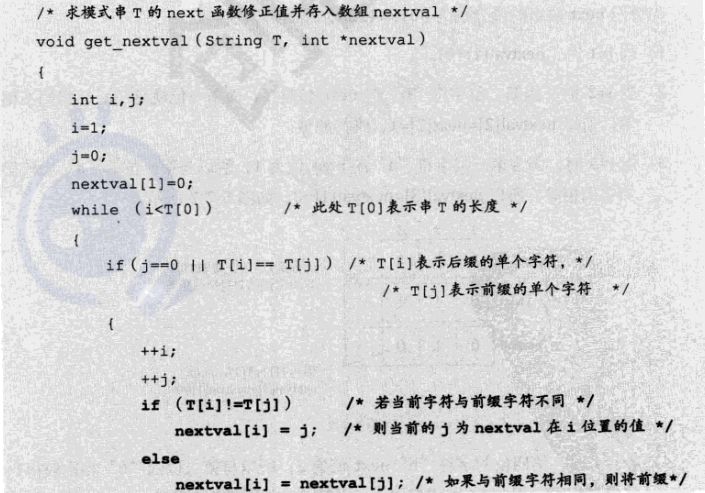 /* 求模式串 T 的 next 函数修正值并存入数组 nextval */
void get_nextval(String T, int *nextval)
{
int i,j;
i=1;
j=0;
nextval[1]=0;
while (i<T[0]) /* 此处 T[0]表示串 T 的长度 */
{
if(j==0 || T[i]== T[j]) /* T[i]表示后缀的单个字符, */
/* T[j]表示前缀的单个字符 */
{
++i;
++j;
if (T[i]!=T[j]) /* 若当前字符与前缀字符不同 */
nextval[i] = j; /* 则当前的 j 为 nextval 在 i 位置的值 */
else
nextval[i] = nextval[j]; /* 如果与前缀字符相同，则将前缀*/